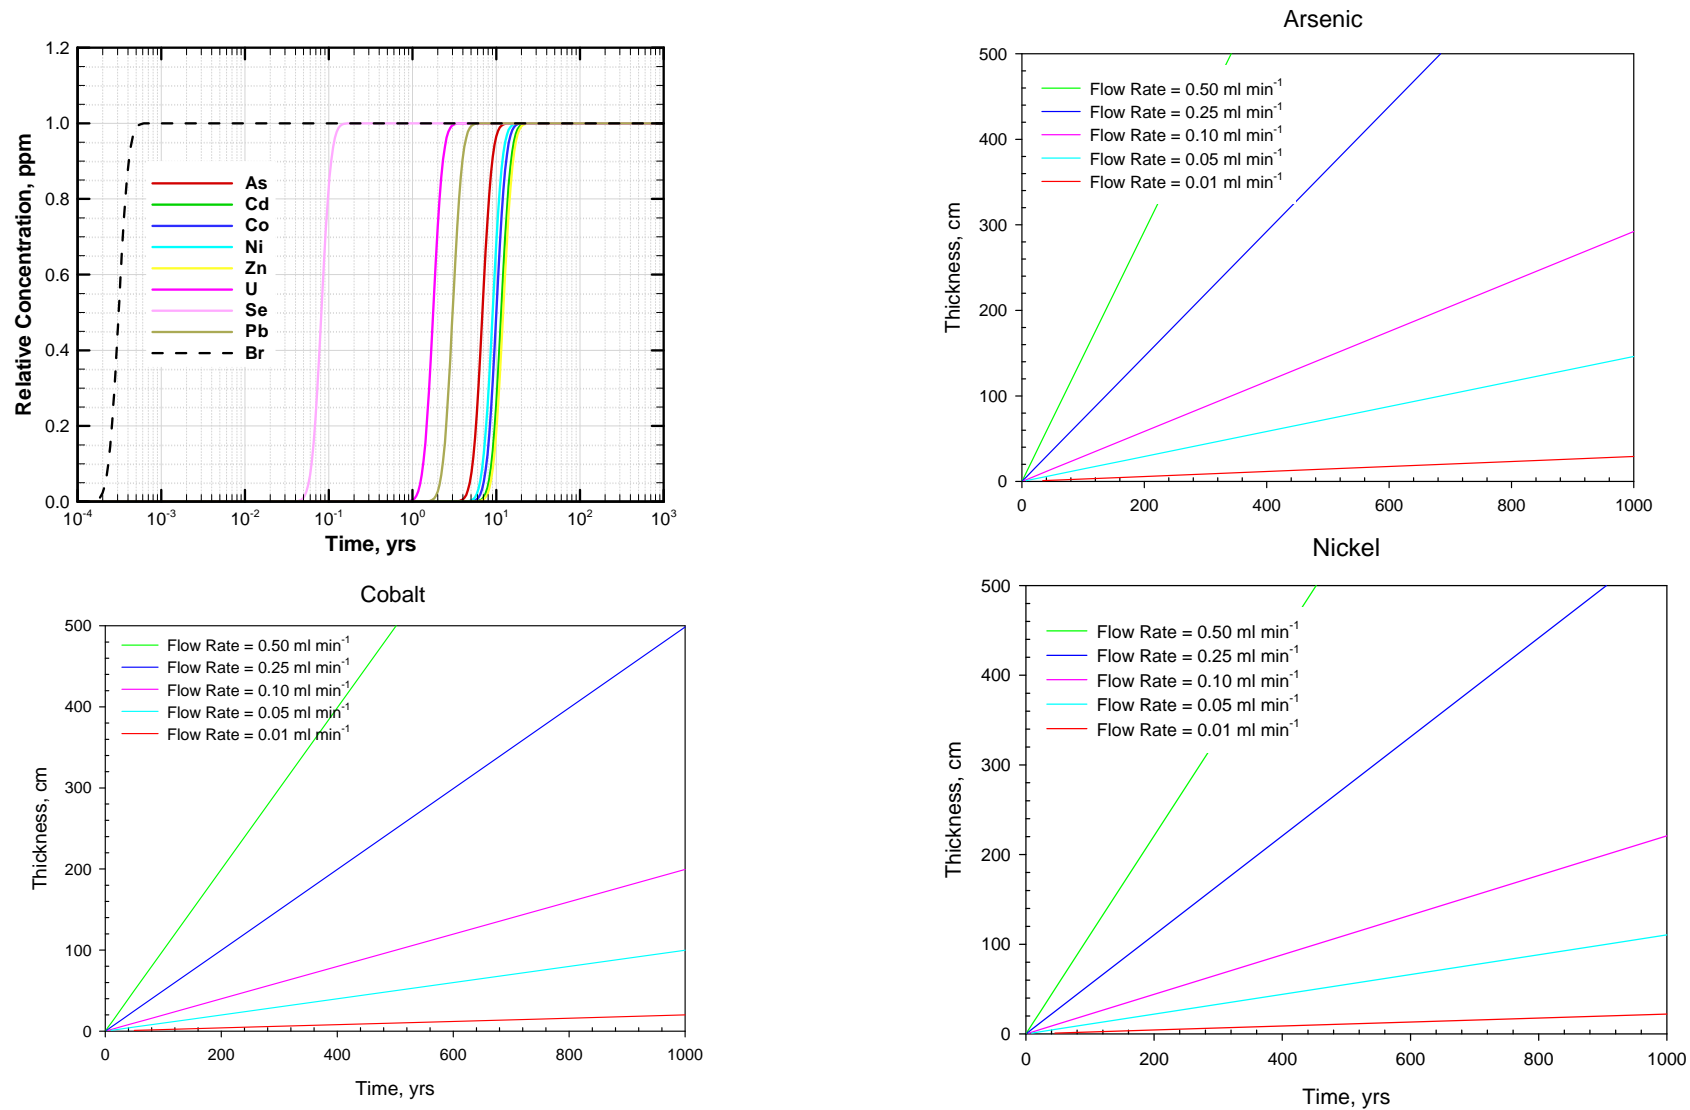 1.2
1.0
0.8
0.6
0.4
0.2
0.0
Relative Concentration, ppm
As
Cd
Co
Ni
Zn
U
Se
Pb
Br
10⁻⁴ 10⁻³ 10⁻² 10⁻¹ 10⁰ 10¹ 10² 10³
Time, yrs
Arsenic
500
400
300
200
100
0
Thickness, cm
Flow Rate = 0.50 ml min⁻¹
Flow Rate = 0.25 ml min⁻¹
Flow Rate = 0.10 ml min⁻¹
Flow Rate = 0.05 ml min⁻¹
Flow Rate = 0.01 ml min⁻¹
0 200 400 600 800 1000
Cobalt
500
400
300
200
100
0
Thickness, cm
Flow Rate = 0.50 ml min⁻¹
Flow Rate = 0.25 ml min⁻¹
Flow Rate = 0.10 ml min⁻¹
Flow Rate = 0.05 ml min⁻¹
Flow Rate = 0.01 ml min⁻¹
0 200 400 600 800 1000
Time, yrs
Nickel
500
400
300
200
100
0
Thickness, cm
Flow Rate = 0.50 ml min⁻¹
Flow Rate = 0.25 ml min⁻¹
Flow Rate = 0.10 ml min⁻¹
Flow Rate = 0.05 ml min⁻¹
Flow Rate = 0.01 ml min⁻¹
0 200 400 600 800 1000
Time, yrs